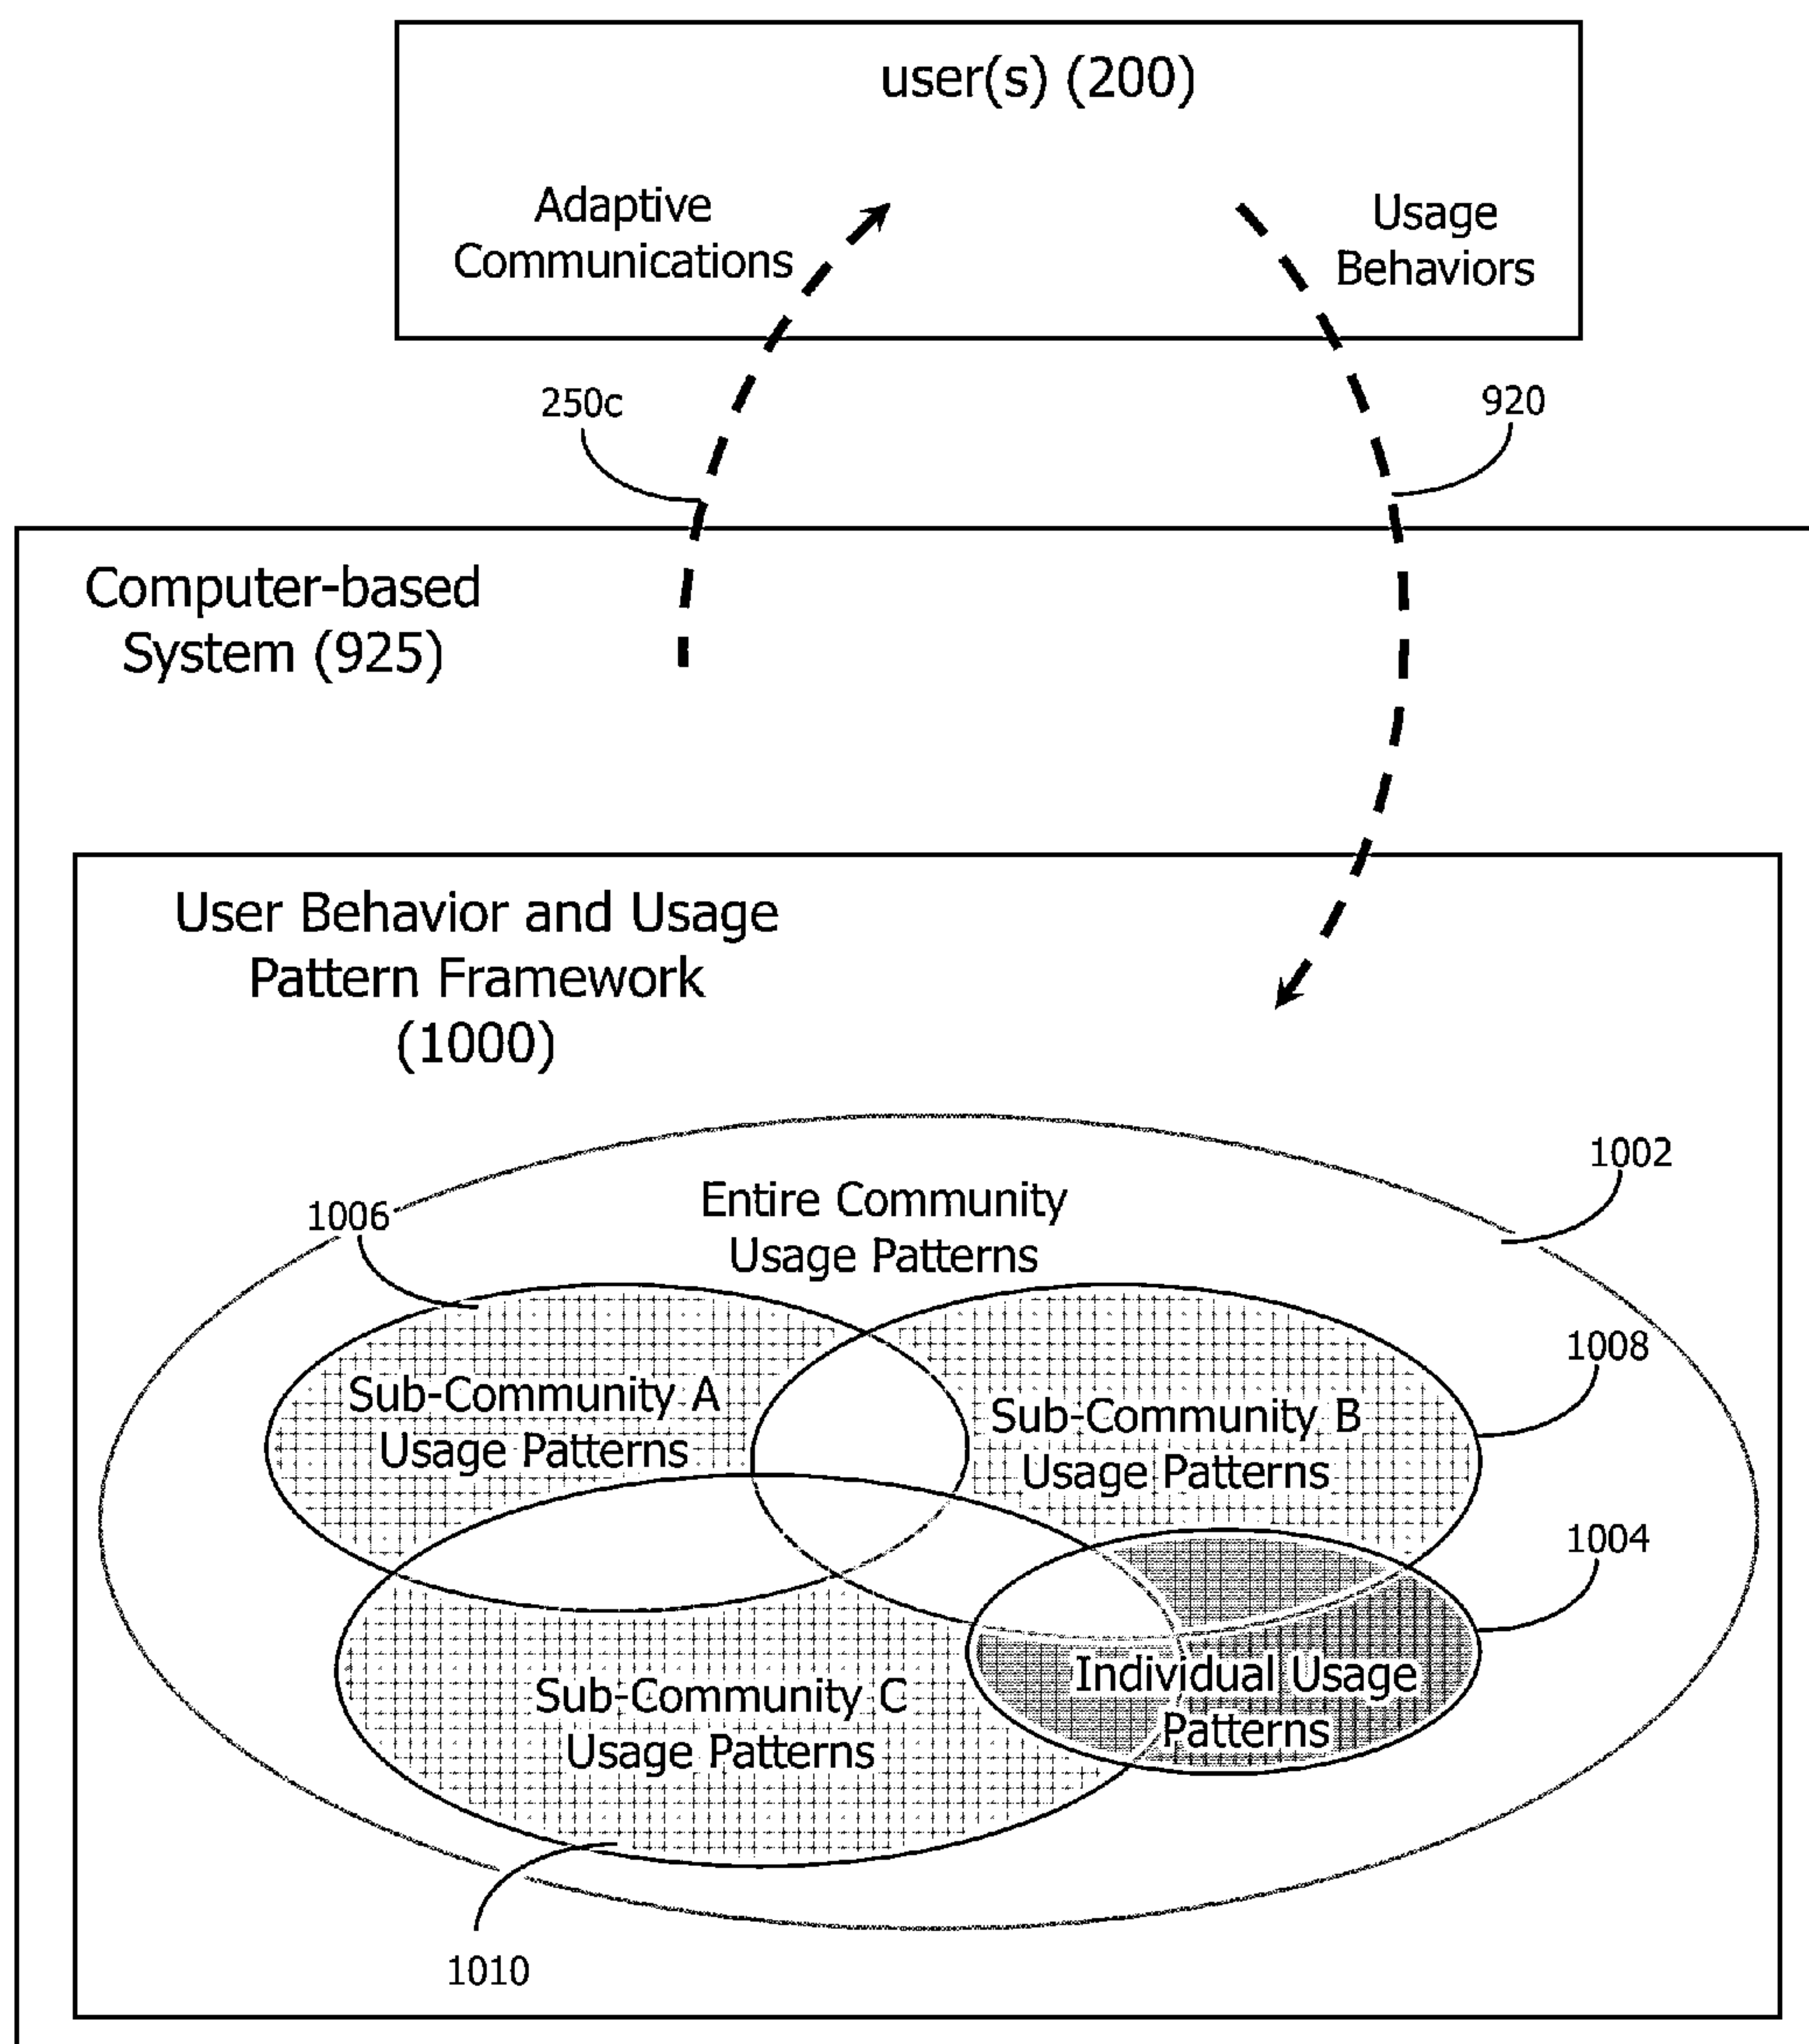 user(s) (200)
Adaptive
Communications
Usage
Behaviors
250c
920
Computer-based
System (925)
User Behavior and Usage
Pattern Framework
(1000)
1002
Entire Community
Usage Patterns
1006
1008
Sub-Community A
Usage Patterns
Sub-Community B
Usage Patterns
1004
Individual Usage
Patterns
Sub-Community C
Usage Patterns
1010